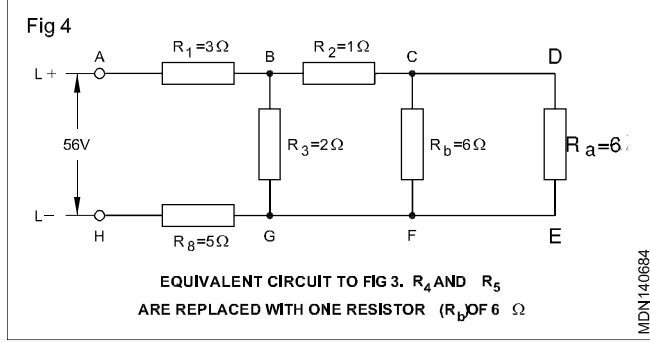 Fig 4
A
R1=3Ω
B
R2=1Ω
C
D
L+
56V
R3=2Ω
Rb=6Ω
Ra=6
L−
H
R8=5Ω
G
F
E
EQUIVALENT CIRCUIT TO FIG 3. R4 AND R5
ARE REPLACED WITH ONE RESISTOR (Rb)OF 6 Ω
MDN140684